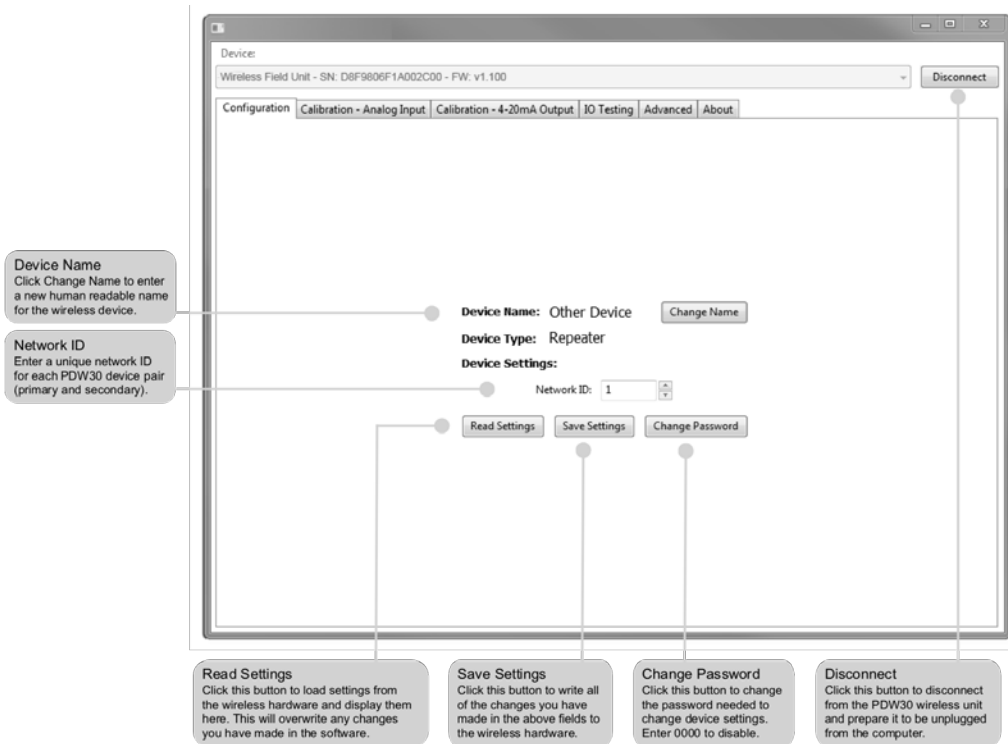 Device:
Wireless Field Unit - SN: D8F9806F1A002C00 - FW: v1.100
Disconnect
Configuration Calibration - Analog Input Calibration - 4-20mA Output IO Testing Advanced About
Device Name
Click Change Name to enter
a new human readable name
for the wireless device.
Network ID
Enter a unique network ID
for each PDW30 device pair
(primary and secondary).
Device Name: Other Device Change Name
Device Type: Repeater
Device Settings:
Network ID: 1
Read Settings Save Settings Change Password
Read Settings
Click this button to load settings from
the wireless hardware and display them
here. This will overwrite any changes
you have made in the software.
Save Settings
Click this button to write all
of the changes you have
made in the above fields to
the wireless hardware.
Change Password
Click this button to change
the password needed to
change device settings.
Enter 0000 to disable.
Disconnect
Click this button to disconnect
from the PDW30 wireless unit
and prepare it to be unplugged
from the computer.